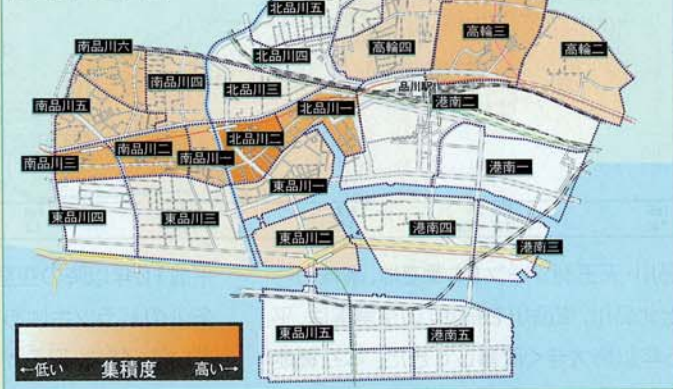 北品川五
南品川六
北品川四
高輪四
高輪三
高輪二
南品川四
北品川三
品川駅
港南二
南品川五
北品川一
北品川二
南品川二
南品川一
南品川三
港南一
東品川一
東品川四
東品川三
港南四
東品川二
港南三
東品川五
港南五
←低い 集積度 高い→